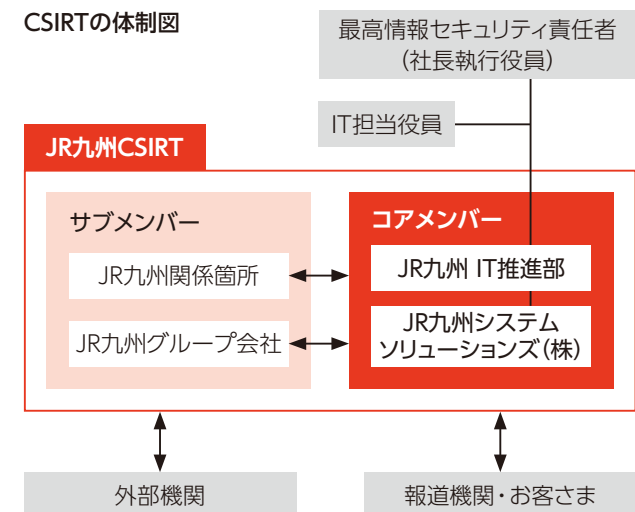 CSIRTの体制図
最高情報セキュリティ責任者
（社長執行役員）
IT担当役員
JR九州CSIRT
サブメンバー
JR九州関係箇所
JR九州グループ会社
コアメンバー
JR九州 IT推進部
JR九州システム
ソリューションズ（株）
外部機関
報道機関・お客さま